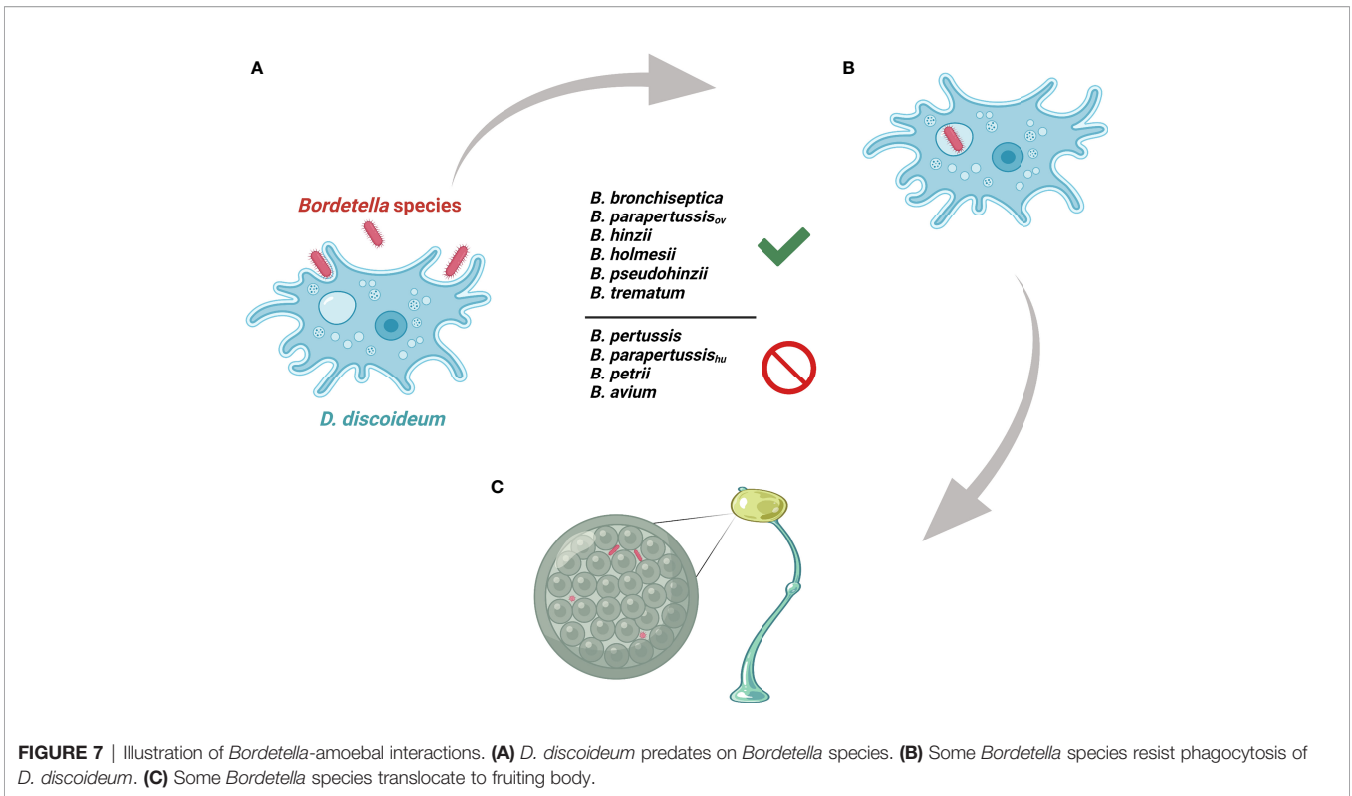 A
B
Bordetella species
D. discoideum
B. bronchiseptica
B. parapertussisov
B. hinzii
B. holmesii
B. pseudohinzii
B. trematum
B. pertussis
B. parapertussishu
B. petrii
B. avium
C
FIGURE 7 | Illustration of Bordetella-amoebal interactions. (A) D. discoideum predates on Bordetella species. (B) Some Bordetella species resist phagocytosis of
D. discoideum. (C) Some Bordetella species translocate to fruiting body.